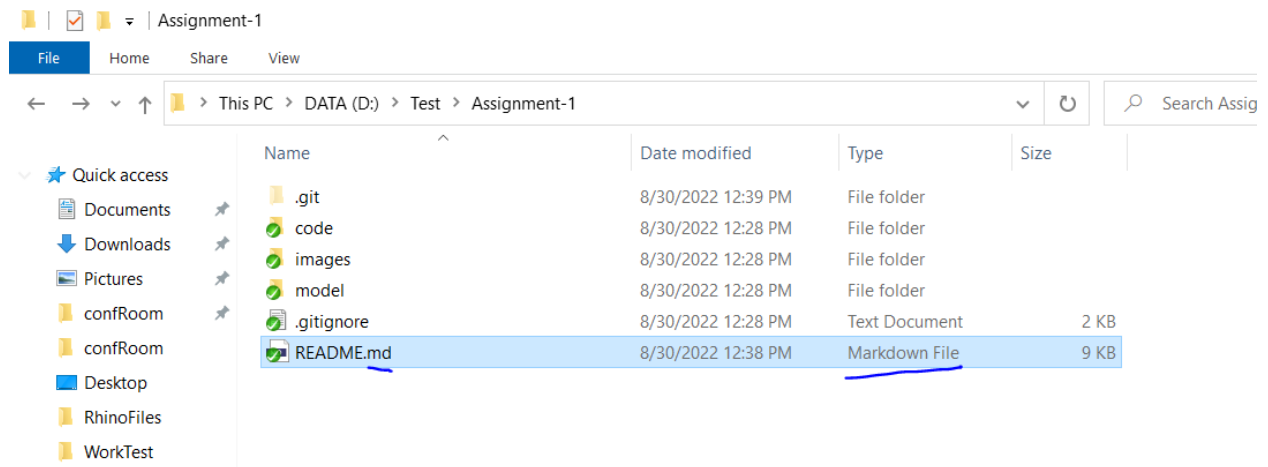 Assignment-1
File Home Share View
This PC > DATA (D:) > Test > Assignment-1
Search Assig
Name Date modified Type Size
Quick access
Documents
Downloads
Pictures
confRoom
confRoom
Desktop
RhinoFiles
WorkTest
.git 8/30/2022 12:39 PM File folder
code 8/30/2022 12:28 PM File folder
images 8/30/2022 12:28 PM File folder
model 8/30/2022 12:28 PM File folder
.gitignore 8/30/2022 12:28 PM Text Document 2 KB
README.md 8/30/2022 12:38 PM Markdown File 9 KB